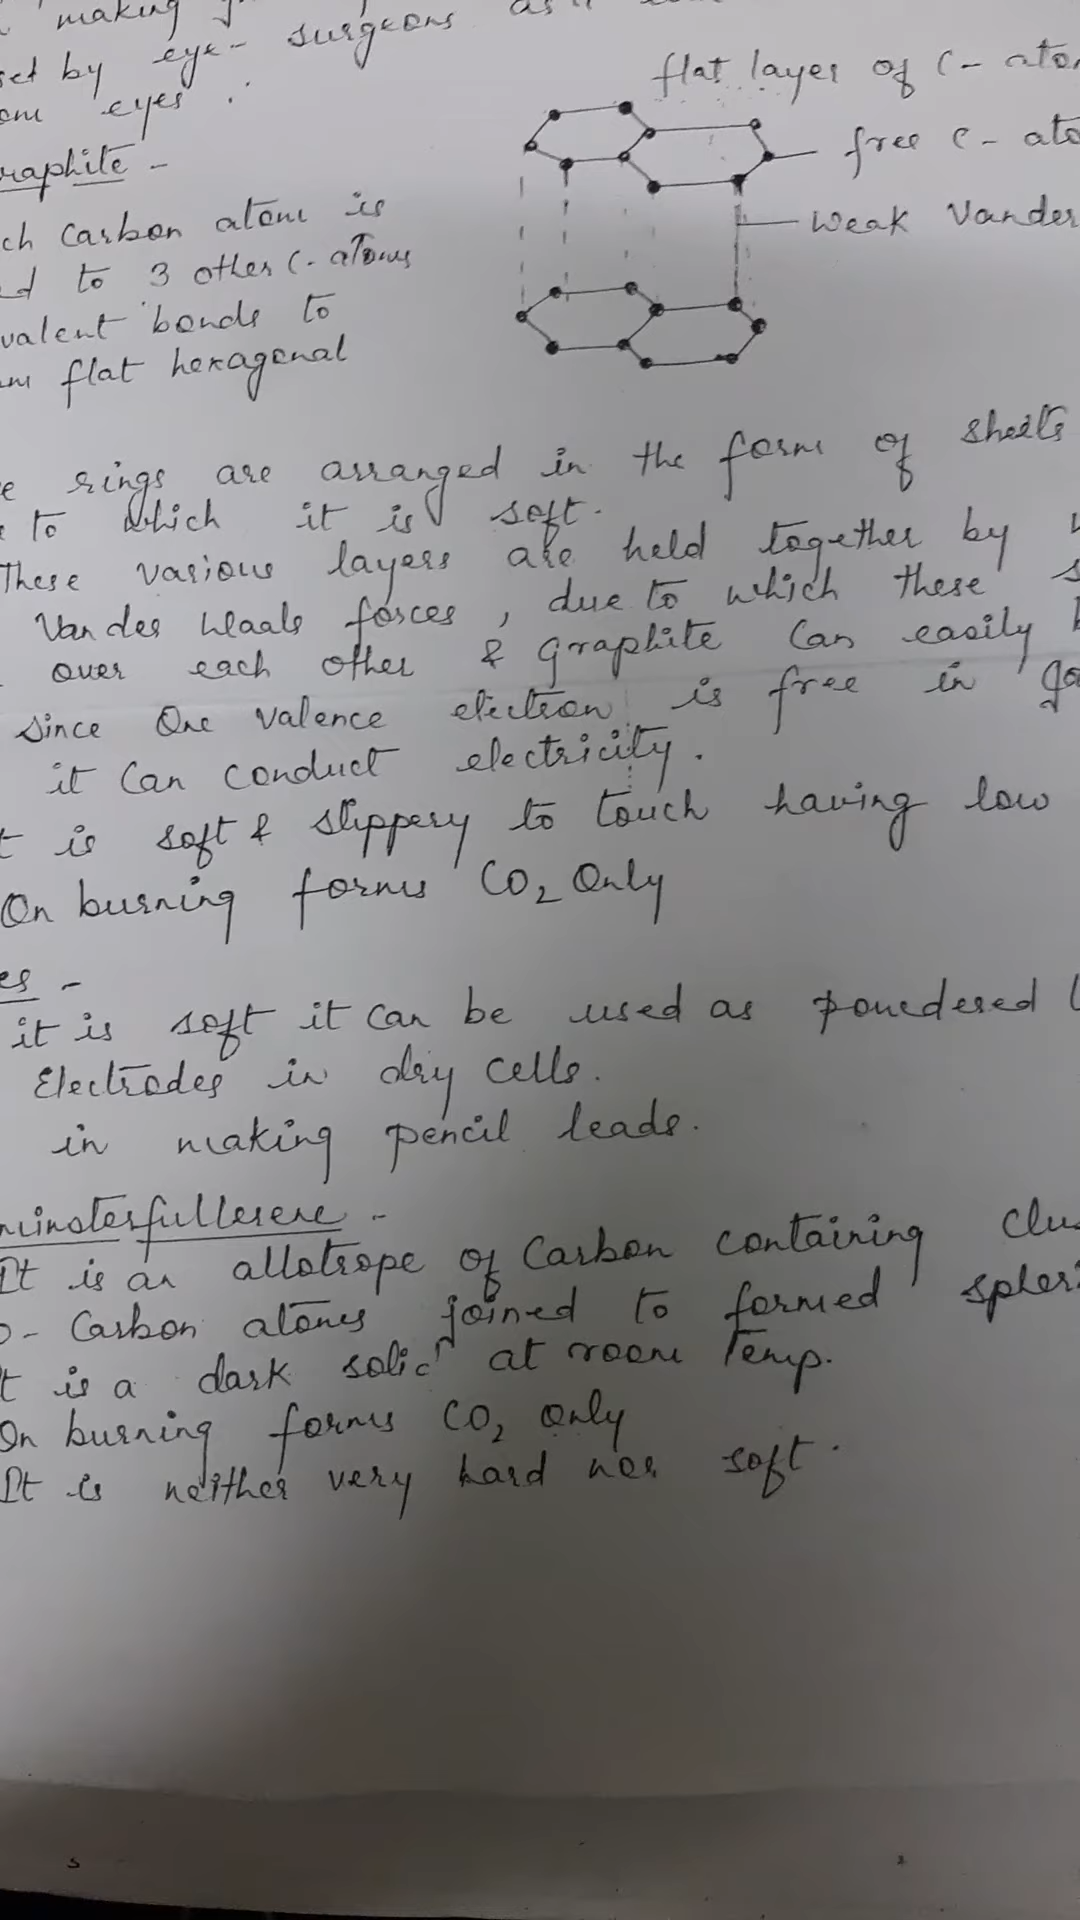 making
by eye- surgeons as
eyes.
flat layer of C- ato
free C- ato
Weak Vander
raphite -
ch carbon atom is
d to 3 other C- atoms
valent bonds to
flat hexagonal
e rings are arranged in the form of sheets
to which it is soft.
These various layers are held together by
Van der Waals forces, due to which these s
over each other & graphite can easily b
since One valence electron is free in
it can conduct electricity.
t is soft & slippery to touch having low
On burning forms CO₂ Only
es -
it is soft it can be used as powdered
Electrodes in dry cells.
in making pencil leads.
minsterfullerene -
It is an allotrope of Carbon containing clus
0- Carbon atoms joined to formed spheri
t is a dark solid at room Temp.
On burning forms CO₂ only
It is neither very hard nor soft.